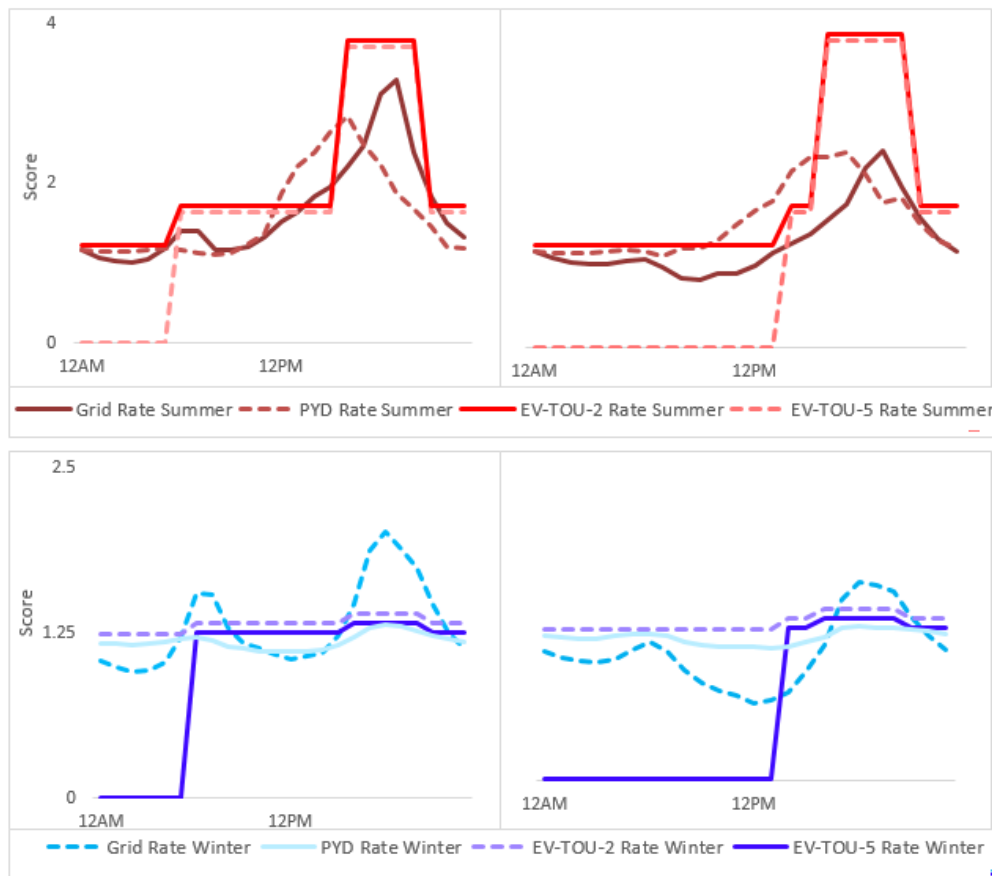 4
Score
2
0
12AM
12PM
12AM
12PM
Grid Rate Summer
PYD Rate Summer
EV-TOU-2 Rate Summer
EV-TOU-5 Rate Summer
2.5
Score
1.25
0
12AM
12PM
12AM
12PM
Grid Rate Winter
PYD Rate Winter
EV-TOU-2 Rate Winter
EV-TOU-5 Rate Winter